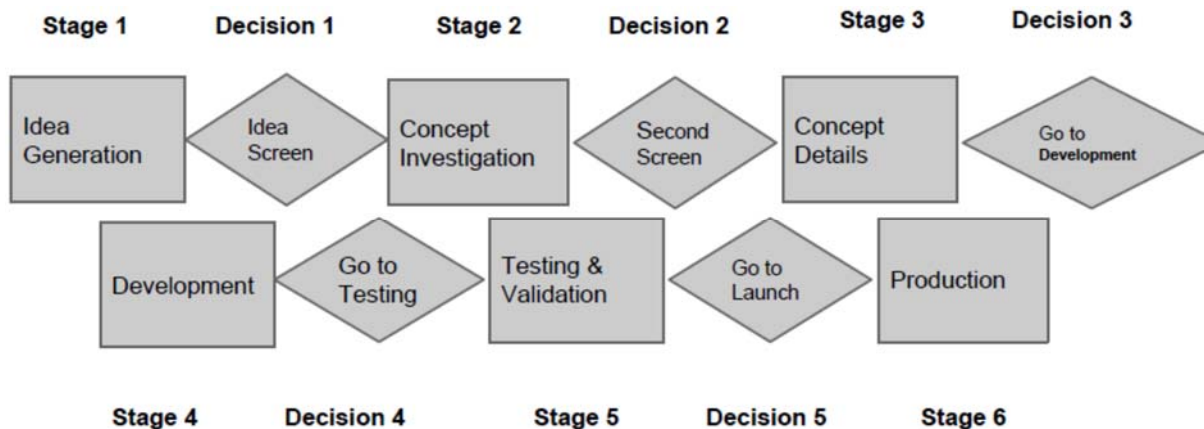 Stage 1 Decision 1 Stage 2 Decision 2 Stage 3 Decision 3
Idea
Generation
Idea
Screen
Concept
Investigation
Second
Screen
Concept
Details
Go to
Development
Development
Go to
Testing
Testing &
Validation
Go to
Launch
Production
Stage 4 Decision 4 Stage 5 Decision 5 Stage 6